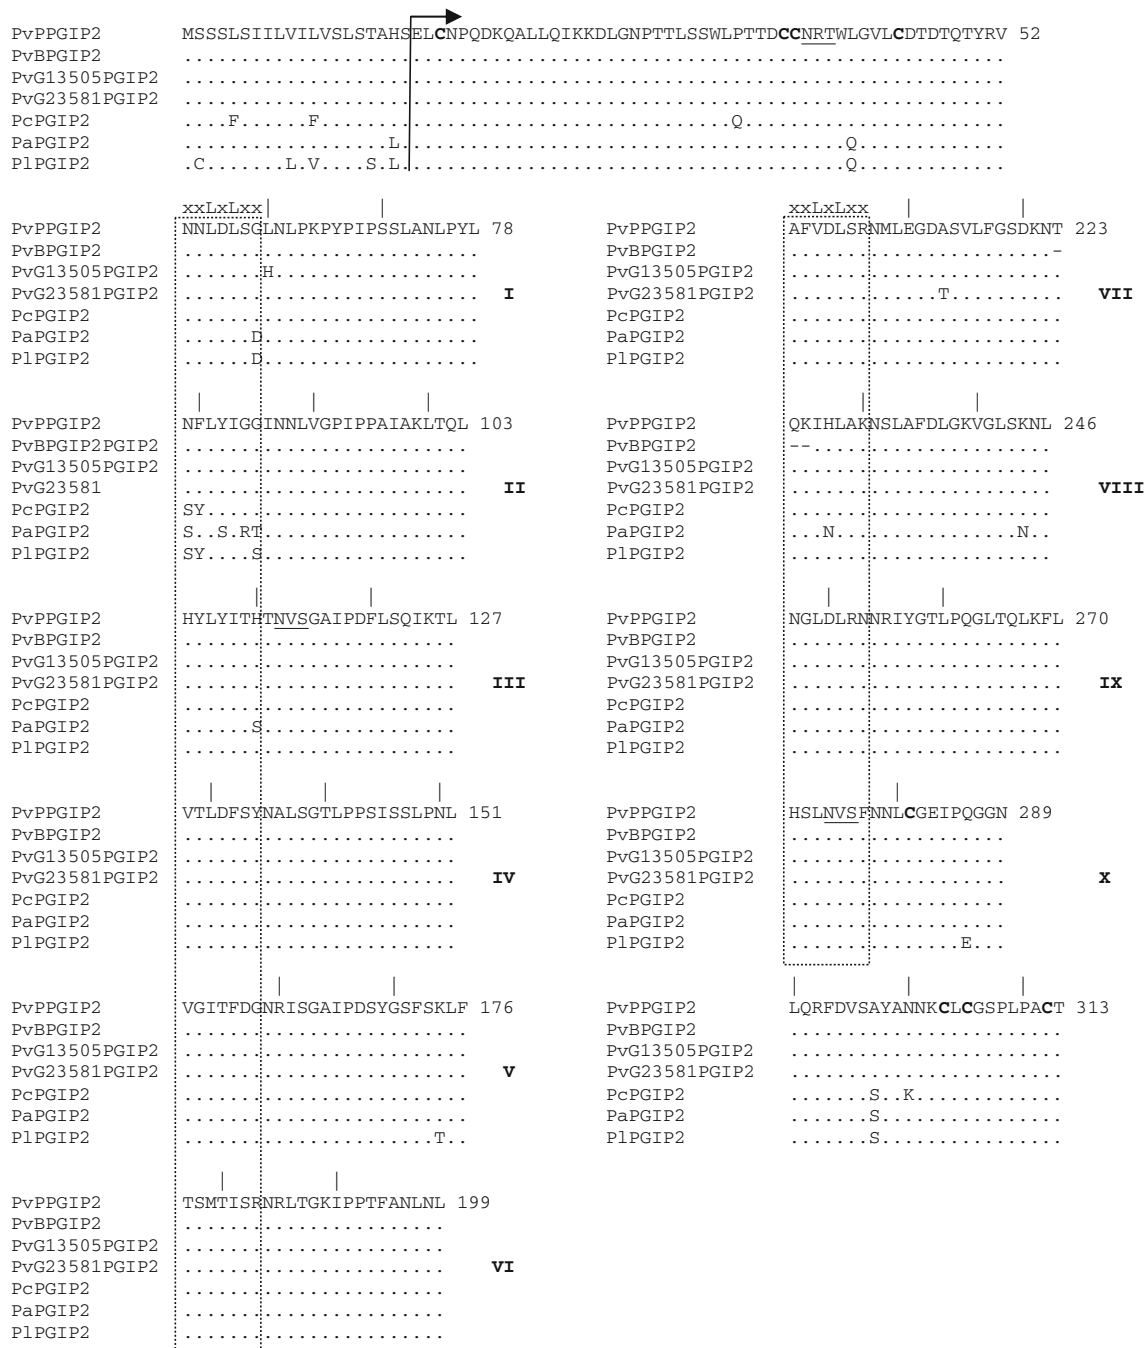 PvPPGIP2 MSSSLSIILVILVSLSTAHSELCNPQDKQALLQIKKDLGNPTTLSSWLPTTDCCNRTWLGVLCDTDTQTYRV 52
PvBPGIP2 ........................................................................
PvG13505PGIP2 ........................................................................
PvG23581PGIP2 ........................................................................
PcPGIP2 ....F......F....................................Q.......................
PaPGIP2 ..................L.......................................Q.............
PlPGIP2 .C.......L.V....S.L.......................................Q.............
xxLxLxx| |
PvPPGIP2 NNLDLSGLNLPKPYPIPSSLANLPYL 78
PvBPGIP2 ..........................
PvG13505PGIP2 .......H..................
PvG23581PGIP2 .......................... I
PcPGIP2 ..........................
PaPGIP2 ......D...................
PlPGIP2 ......D...................
| | |
PvPPGIP2 NFLYIGGINNLVGPIPPAIAKLTQL 103
PvBPGIP2PGIP2 .........................
PvG13505PGIP2 .........................
PvG23581 ......................... II
PcPGIP2 SY.......................
PaPGIP2 S..S.RT..................
PlPGIP2 SY....S..................
| |
PvPPGIP2 HYLYITHTNVSGAIPDFLSQIKTL 127
PvBPGIP2 ........................
PvG13505PGIP2 ........................
PvG23581PGIP2 ........................ III
PcPGIP2 ........................
PaPGIP2 ......S.................
PlPGIP2 ........................
| | |
PvPPGIP2 VTLDFSYNALSGTLPPSISSLPNL 151
PvBPGIP2 ........................
PvG13505PGIP2 ........................
PvG23581PGIP2 ......................... IV
PcPGIP2 ........................
PaPGIP2 ........................
PlPGIP2 ........................
| |
PvPPGIP2 VGITFDGNRISGAIPDSYGSFSKLF 176
PvBPGIP2 .........................
PvG13505PGIP2 .........................
PvG23581PGIP2 ......................... V
PcPGIP2 .........................
PaPGIP2 .........................
PlPGIP2 ......................T..
| |
PvPPGIP2 TSMTISRNRLTGKIPPTFANLNL 199
PvBPGIP2 .......................
PvG13505PGIP2 .......................
PvG23581PGIP2 ....................... VI
PcPGIP2 .......................
PaPGIP2 .......................
PlPGIP2 .......................
xxLxLxx | |
PvPPGIP2 AFVDLSRNMLEGDASVLFGSDKNT 223
PvBPGIP2 .......................-
PvG13505PGIP2 ........................
PvG23581PGIP2 .............T.......... VII
PcPGIP2 ........................
PaPGIP2 ........................
PlPGIP2 ........................
| |
PvPPGIP2 QKIHLAKNSLAFDLGKVGLSKNL 246
PvBPGIP2 --.....................
PvG13505PGIP2 .......................
PvG23581PGIP2 ....................... VIII
PcPGIP2 .......................
PaPGIP2 ...N................N..
PlPGIP2 .......................
| |
PvPPGIP2 NGLDLRNNRIYGTLPQGLTQLKFL 270
PvBPGIP2 ........................
PvG13505PGIP2 ........................
PvG23581PGIP2 ........................ IX
PcPGIP2 ........................
PaPGIP2 ........................
PlPGIP2 ........................
|
PvPPGIP2 HSLNVSFNNLCGEIPQGGN 289
PvBPGIP2 ...................
PvG13505PGIP2 ...................
PvG23581PGIP2 ................... X
PcPGIP2 ...................
PaPGIP2 ...................
PlPGIP2 ...............E...
| | |
PvPPGIP2 LQRFDVSAYANNKCLCGSPLPACT 313
PvBPGIP2 ........................
PvG13505PGIP2 ........................
PvG23581PGIP2 ........................
PcPGIP2 .......S..K.............
PaPGIP2 .......S................
PlPGIP2 .......S................